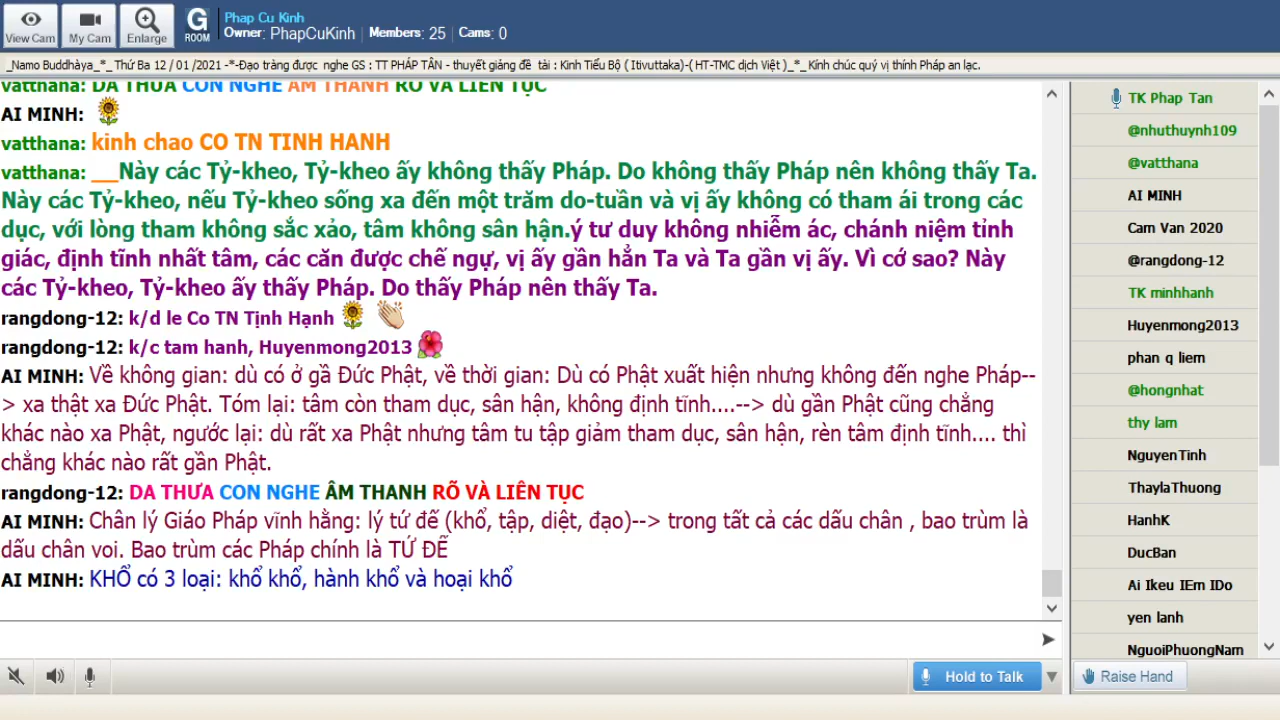 View Cam
My Cam
Enlarge
G
ROOM
Phap Cu Kinh
Owner: PhapCuKinh | Members: 25 | Cams: 0
_Namo Buddhàya_*_ Thứ Ba 12 / 01 /2021 -*-Đạo tràng được nghe GS : TT PHÁP TÂN - thuyết giảng đề tài : Kinh Tiểu Bộ ( Itivuttaka)-( HT-TMC dịch Việt )_*_ Kính chúc quý vị thính Pháp an lạc.
vatthana: DẠ THƯA CON NGHE ÂM THANH RÕ VÀ LIÊN TỤC
AI MINH:
vatthana: kinh chao CO TN TINH HANH
vatthana: __Này các Tỷ-kheo, Tỷ-kheo ấy không thấy Pháp. Do không thấy Pháp nên không thấy Ta.
Này các Tỷ-kheo, nếu Tỷ-kheo sống xa đến một trăm do-tuần và vị ấy không có tham ái trong các
dục, với lòng tham không sắc xảo, tâm không sân hận.ý tư duy không nhiễm ác, chánh niệm tỉnh
giác, định tĩnh nhất tâm, các căn được chế ngự, vị ấy gần hẳn Ta và Ta gần vị ấy. Vì cớ sao? Này
các Tỷ-kheo, Tỷ-kheo ấy thấy Pháp. Do thấy Pháp nên thấy Ta.
rangdong-12: k/d le Co TN Tịnh Hạnh
rangdong-12: k/c tam hanh, Huyenmong2013
AI MINH: Về không gian: dù có ở gầ Đức Phật, về thời gian: Dù có Phật xuất hiện nhưng không đến nghe Pháp--
> xa thật xa Đức Phật. Tóm lại: tâm còn tham dục, sân hận, không định tĩnh....--> dù gần Phật cũng chẳng
khác nào xa Phật, ngước lại: dù rất xa Phật nhưng tâm tu tập giảm tham dục, sân hận, rèn tâm định tĩnh.... thì
chẳng khác nào rất gần Phật.
rangdong-12: DẠ THƯA CON NGHE ÂM THANH RÕ VÀ LIÊN TỤC
AI MINH: Chân lý Giáo Pháp vĩnh hằng: lý tứ đế (khổ, tập, diệt, đạo)--> trong tất cả các dấu chân , bao trùm là
dấu chân voi. Bao trùm các Pháp chính là TỨ ĐẾ
AI MINH: KHỔ có 3 loại: khổ khổ, hành khổ và hoại khổ
Hold to Talk
TK Phap Tan
@nhuthuynh109
@vatthana
AI MINH
Cam Van 2020
@rangdong-12
TK minhhanh
Huyenmong2013
phan q liem
@hongnhat
thy lam
NguyenTinh
ThaylaThuong
HanhK
DucBan
Ai Ikeu IEm IDo
yen lanh
NguoiPhuongNam
Raise Hand